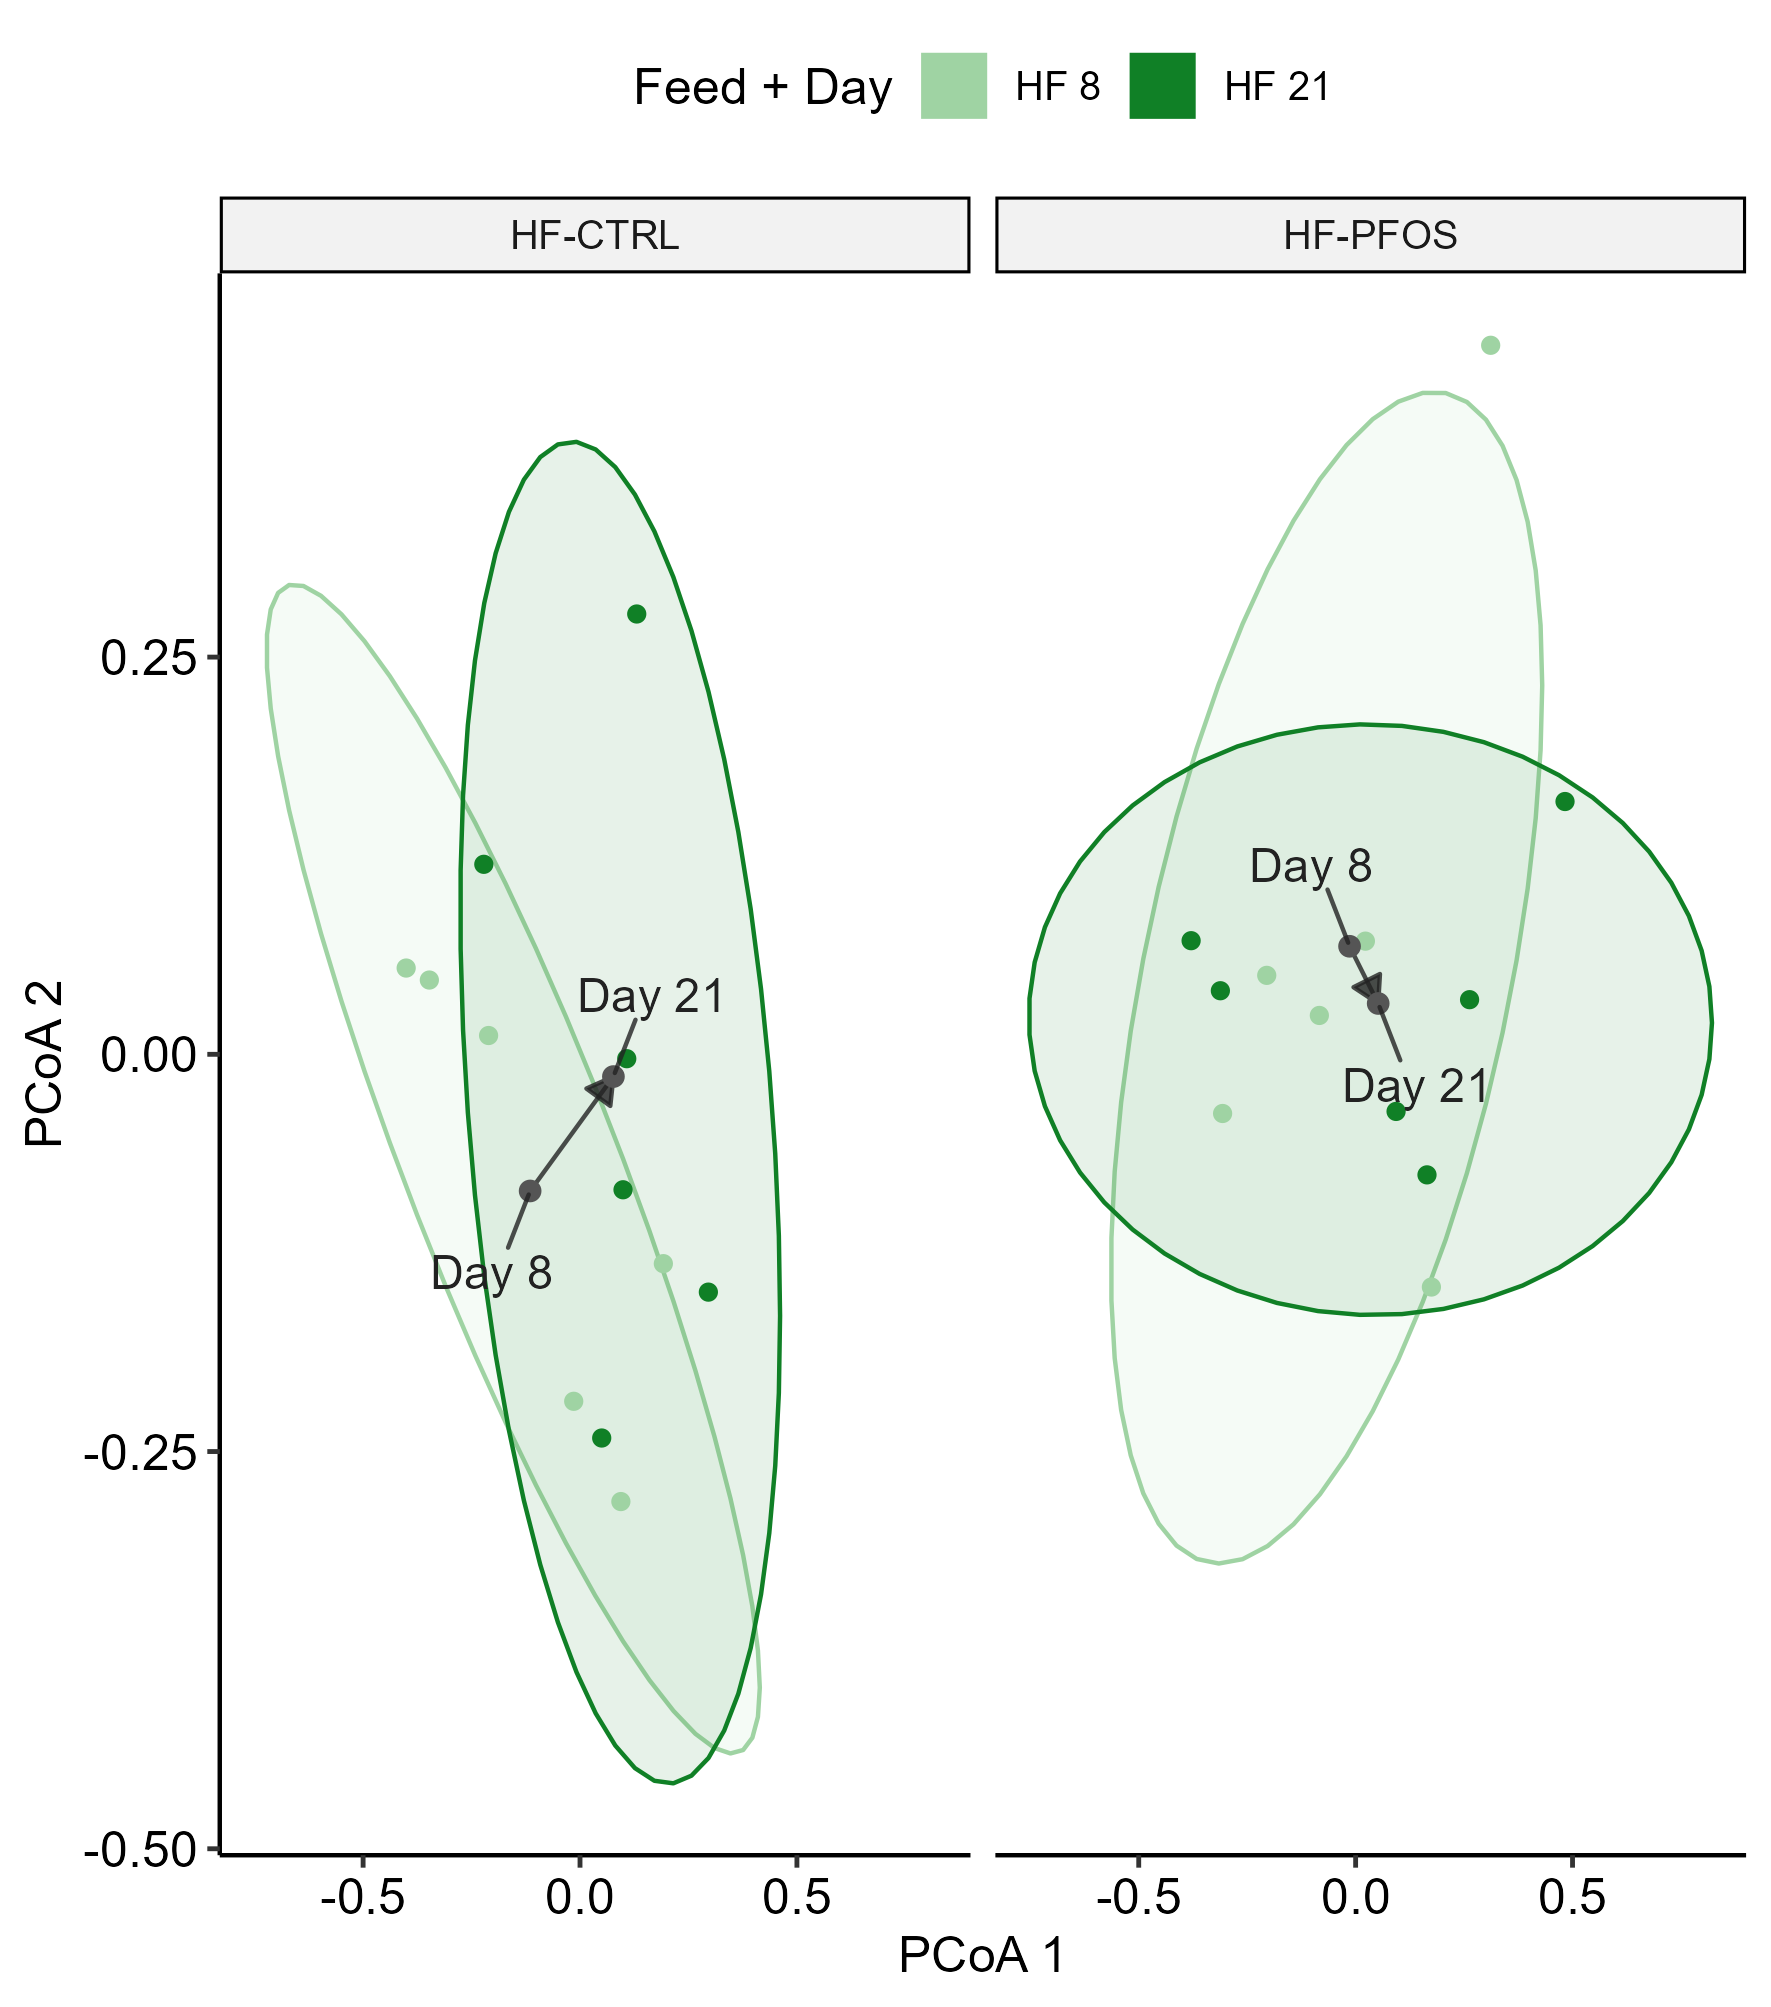 Feed + Day HF 8 HF 21
HF-CTRL HF-PFOS
0.25
0.00
-0.25
-0.50
PCoA 2
Day 21
Day 8
Day 8
Day 21
-0.5 0.0 0.5 -0.5 0.0 0.5
PCoA 1